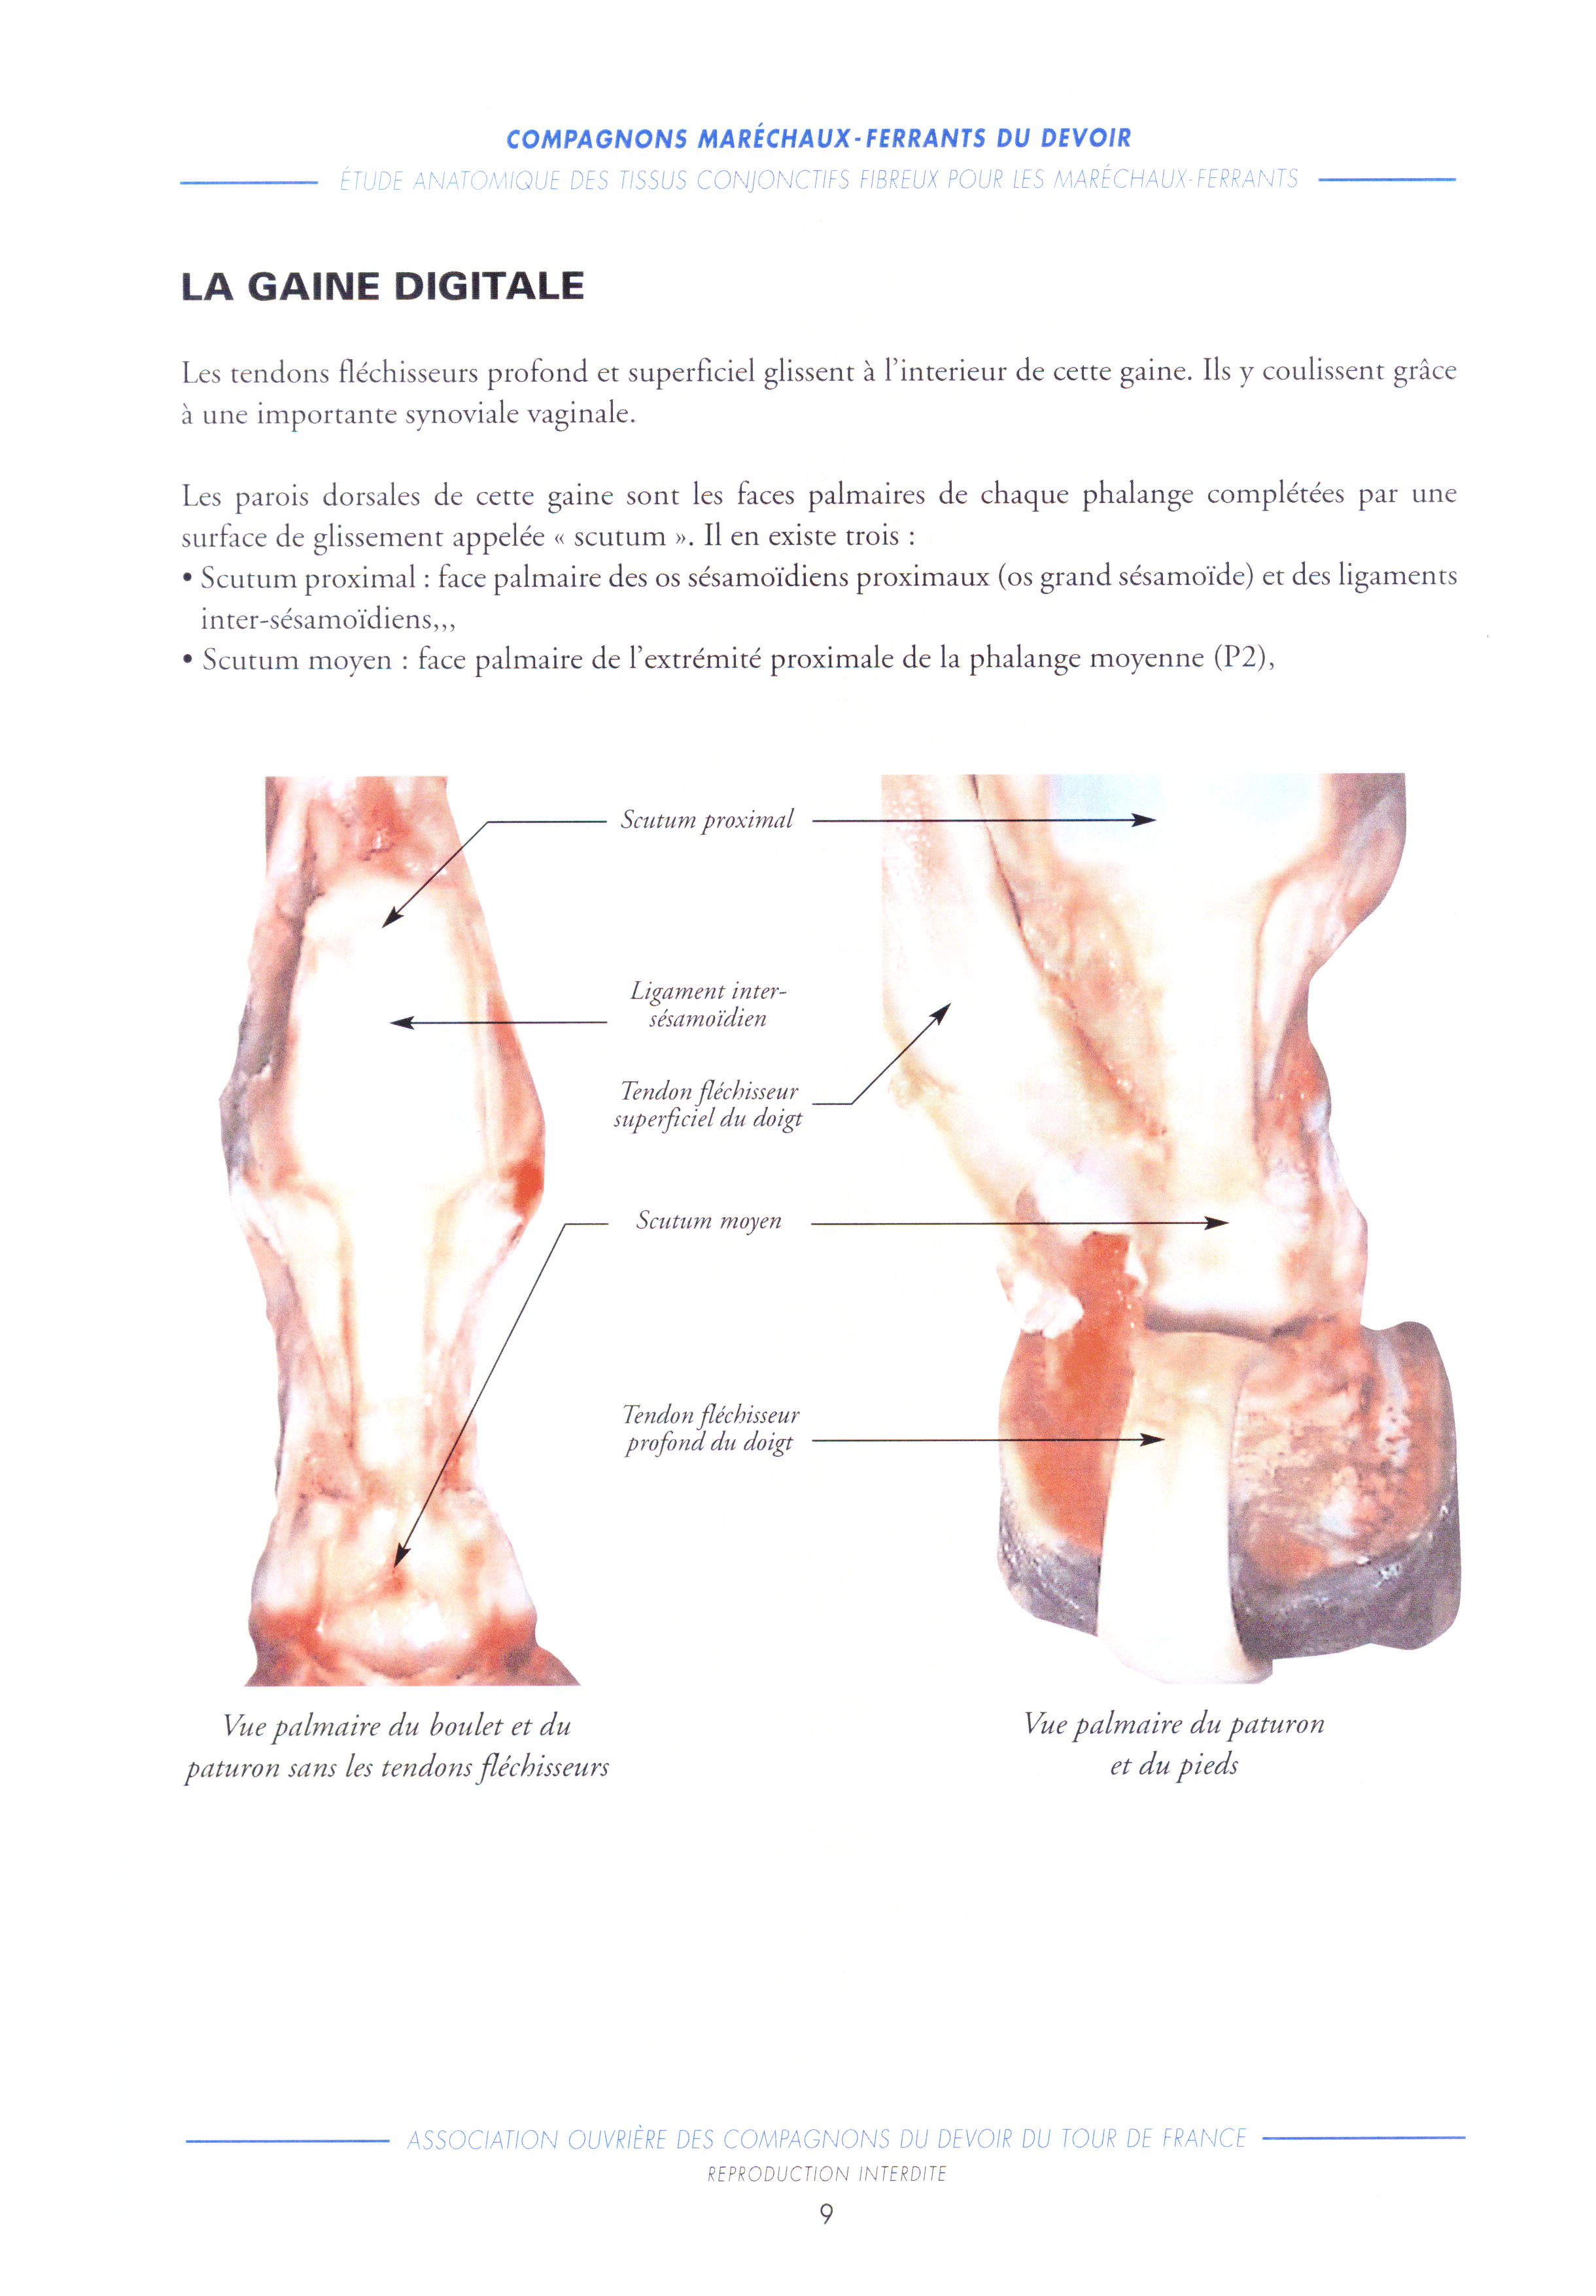 COMPAGNONS MARÉCHAUX-FERRANTS DU DEVOIR
ÉTUDE ANATOMIQUE DES TISSUS CONJONCTIFS FIBREUX POUR LES MARÉCHAUX-FERRANTS
LA GAINE DIGITALE
Les tendons fléchisseurs profond et superficiel glissent à l'interieur de cette gaine. Ils y coulissent grâce
à une importante synoviale vaginale.
Les parois dorsales de cette gaine sont les faces palmaires de chaque phalange complétées par une
surface de glissement appelée « scutum ». Il en existe trois :
• Scutum proximal : face palmaire des os sésamoïdiens proximaux (os grand sésamoïde) et des ligaments
inter-sésamoïdiens,,,
• Scutum moyen : face palmaire de l'extrémité proximale de la phalange moyenne (P2),
Scutum proximal
Ligament inter-
sésamoïdien
Tendon fléchisseur
superficiel du doigt
Scutum moyen
Tendon fléchisseur
profond du doigt
Vue palmaire du boulet et du
paturon sans les tendons fléchisseurs
Vue palmaire du paturon
et du pieds
ASSOCIATION OUVRIÈRE DES COMPAGNONS DU DEVOIR DU TOUR DE FRANCE
REPRODUCTION INTERDITE
9